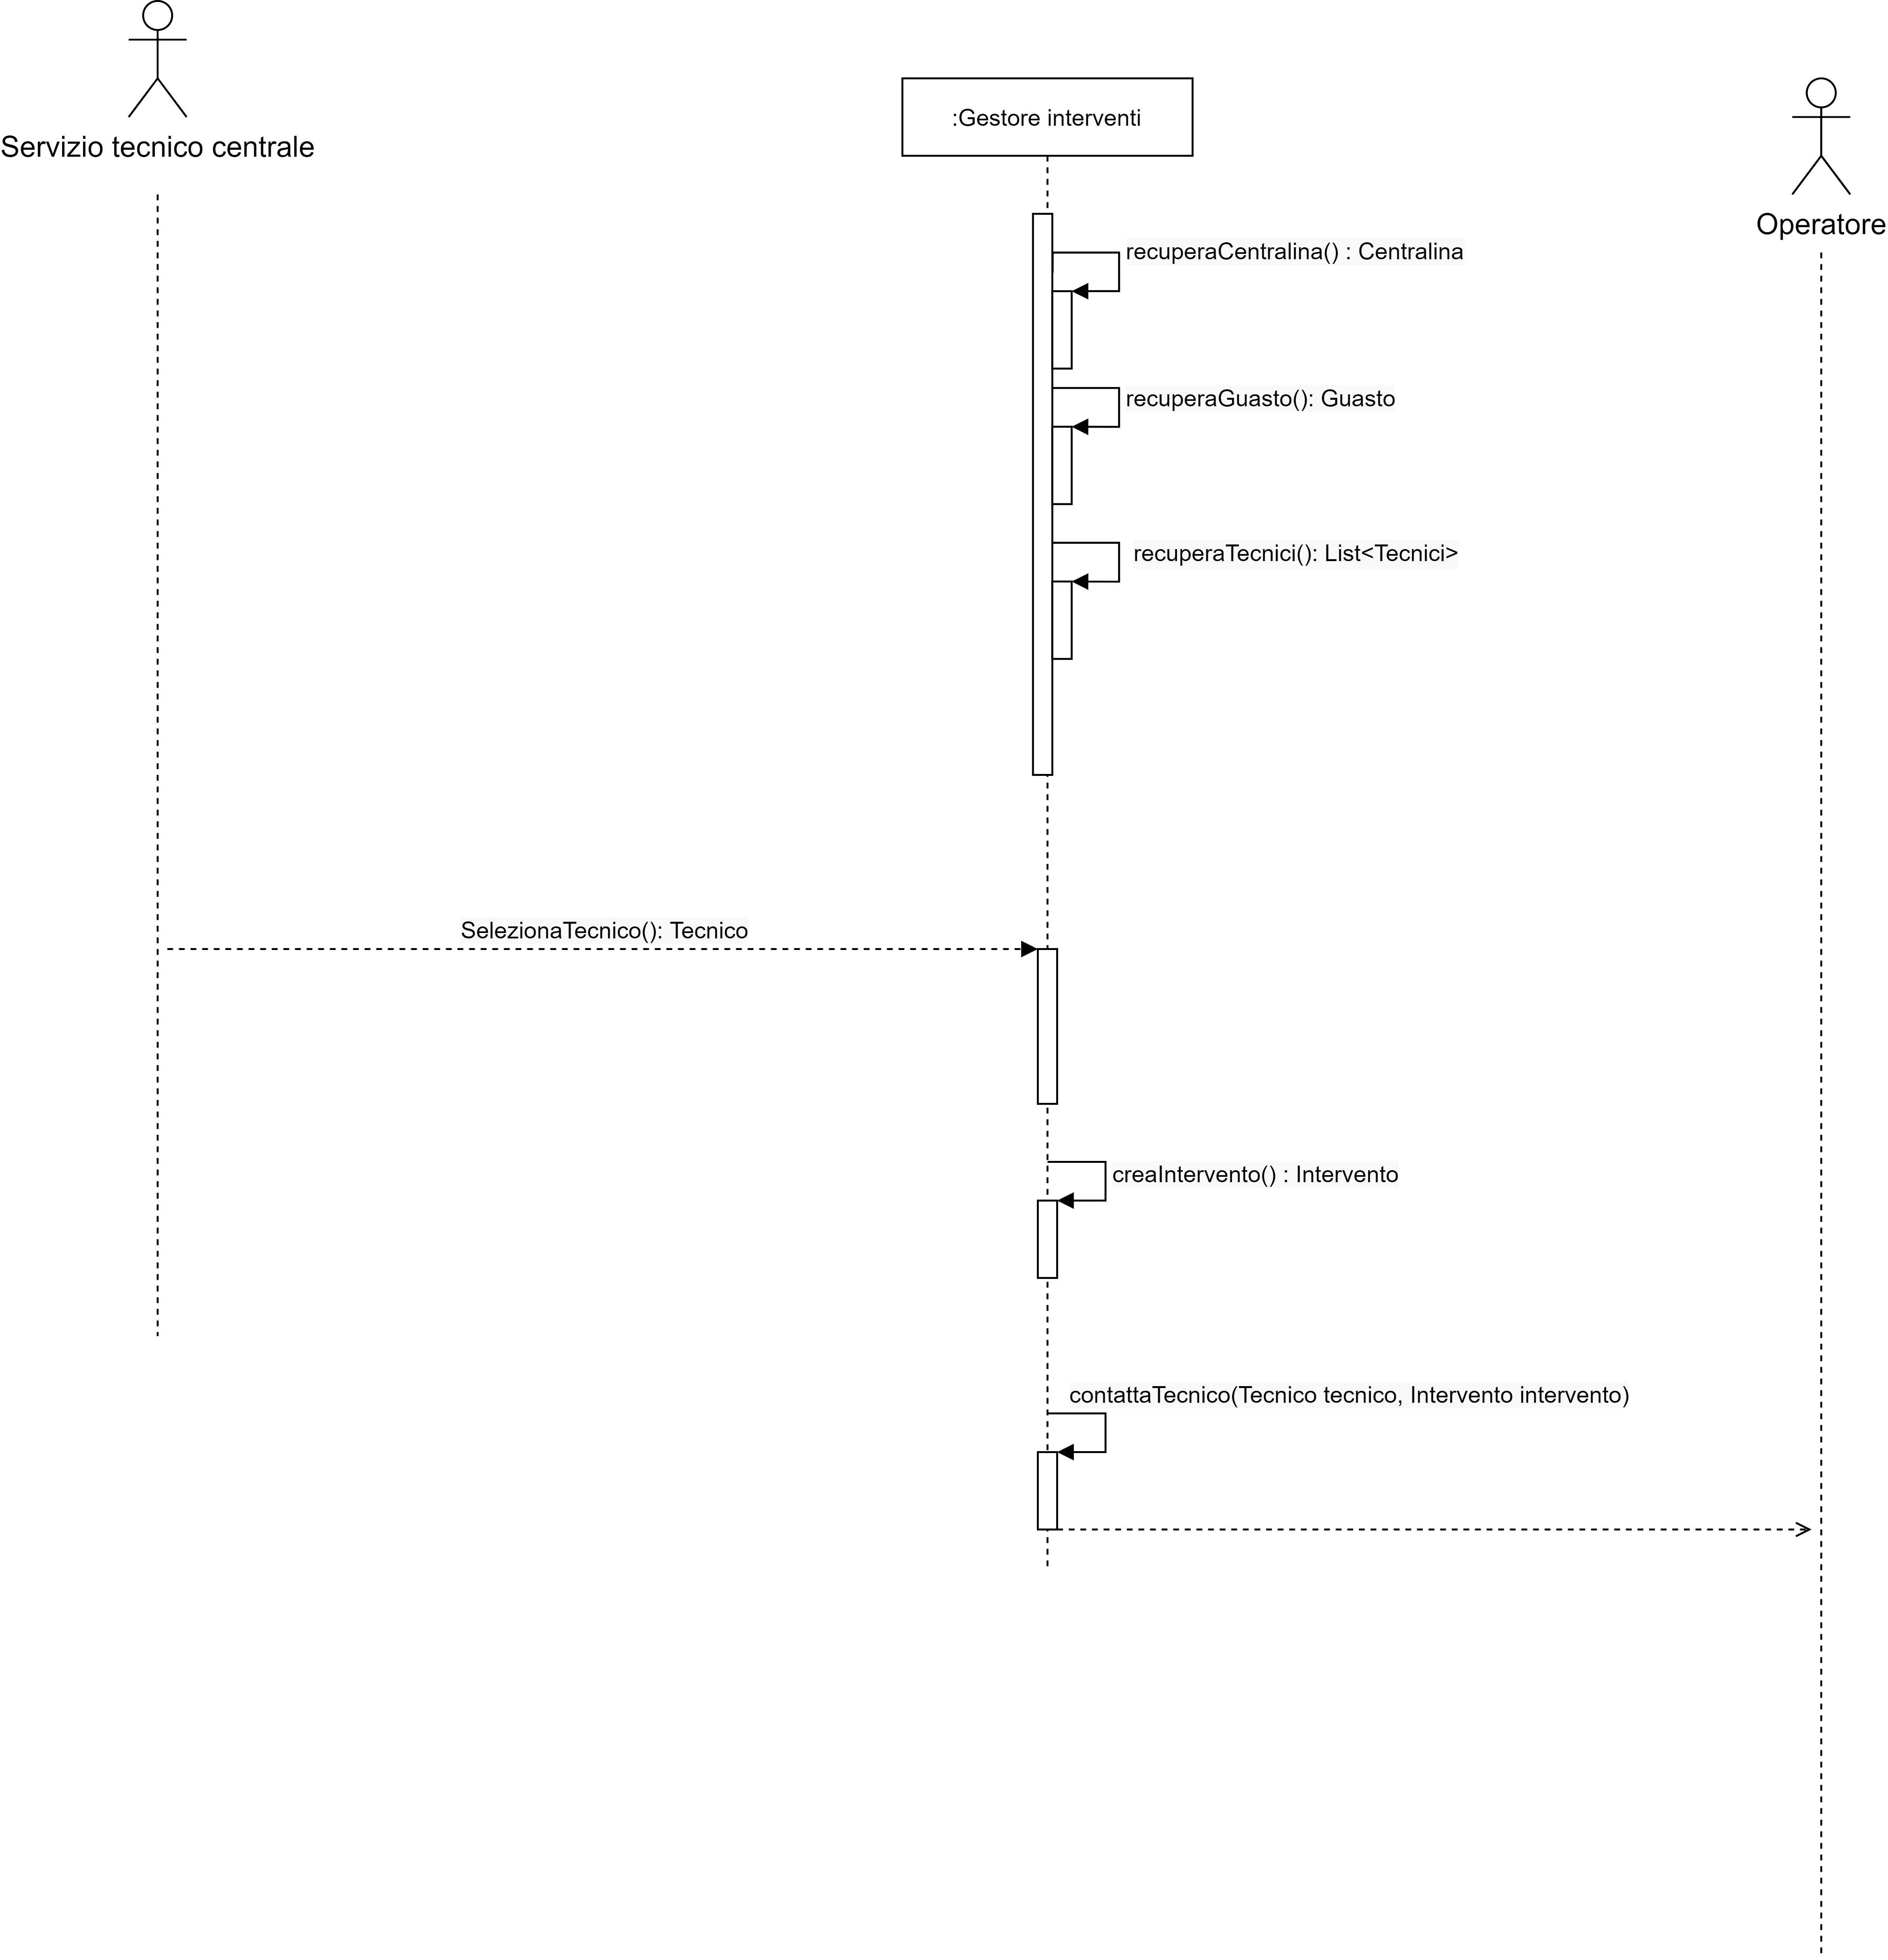 Servizio tecnico centrale
:Gestore interventi
Operatore
recuperaCentralina() : Centralina
recuperaGuasto(): Guasto
recuperaTecnici(): List<Tecnici>
SelezionaTecnico(): Tecnico
creaIntervento() : Intervento
contattaTecnico(Tecnico tecnico, Intervento intervento)